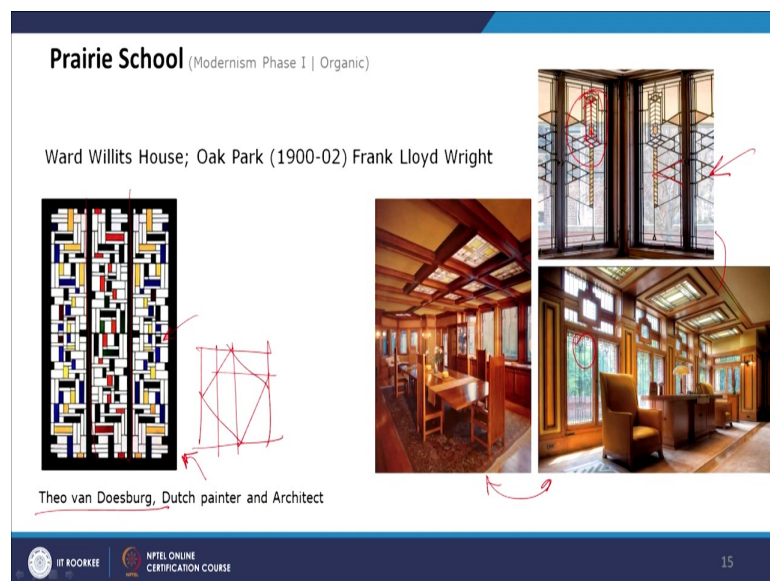 Prairie School (Modernism Phase I | Organic)
Ward Willits House; Oak Park (1900-02) Frank Lloyd Wright
Theo van Doesburg, Dutch painter and Architect
IIT ROORKEE
NPTEL ONLINE
CERTIFICATION COURSE
15